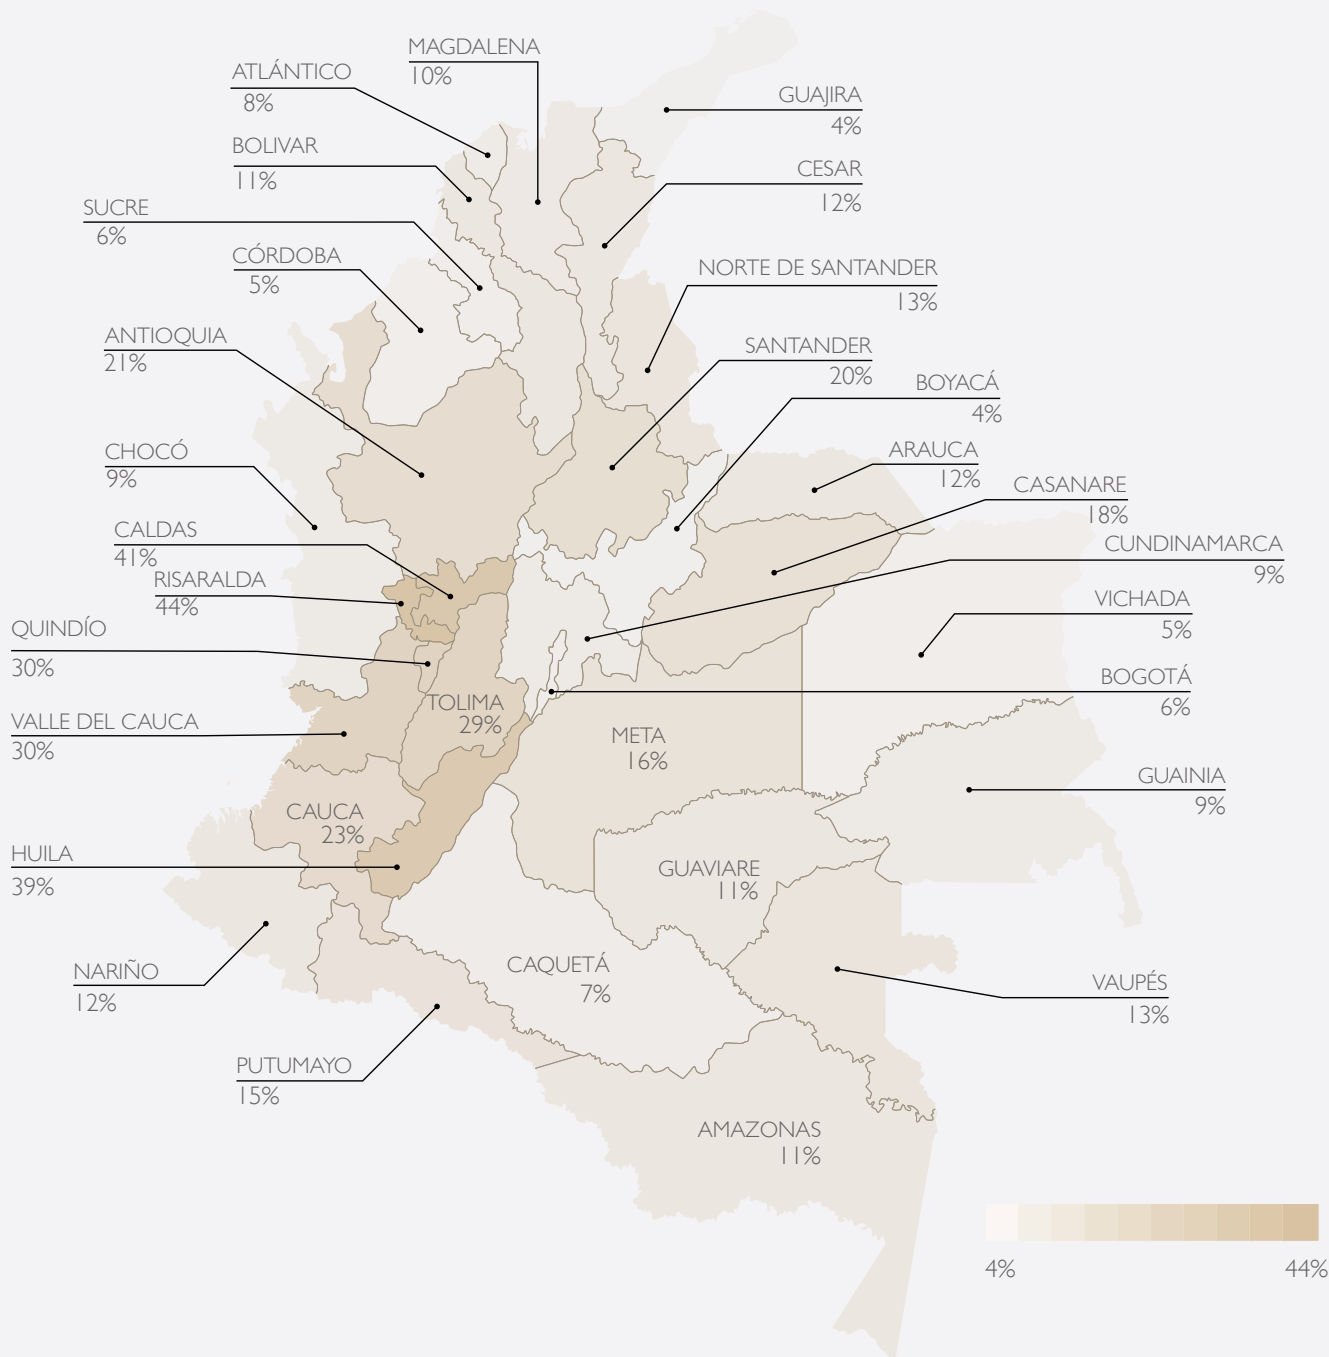 MAGDALENA
10%
ATLÁNTICO
8%
GUAJIRA
4%
BOLIVAR
11%
CESAR
12%
SUCRE
6%
CÓRDOBA
5%
NORTE DE SANTANDER
13%
ANTIOQUIA
21%
SANTANDER
20%
BOYACÁ
4%
CHOCÓ
9%
ARAUCA
12%
CASANARE
18%
CALDAS
41%
CUNDINAMARCA
9%
RISARALDA
44%
VICHADA
5%
QUINDÍO
30%
BOGOTÁ
6%
TOLIMA
29%
VALLE DEL CAUCA
30%
META
16%
GUAINIA
9%
CAUCA
23%
HUILA
39%
GUAVIARE
11%
NARIÑO
12%
CAQUETÁ
7%
VAUPÉS
13%
PUTUMAYO
15%
AMAZONAS
11%
4% 44%